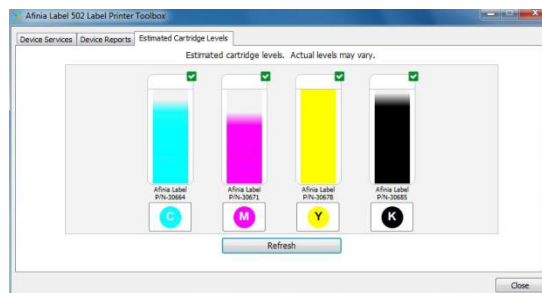 Afinia Label 502 Label Printer Toolbox
Device Services Device Reports Estimated Cartridge Levels
Estimated cartridge levels. Actual levels may vary.
Afinia Label Afinia Label Afinia Label Afinia Label
P/N-30664 P/N-30671 P/N-30678 P/N-30685
C M Y K
Refresh
Close